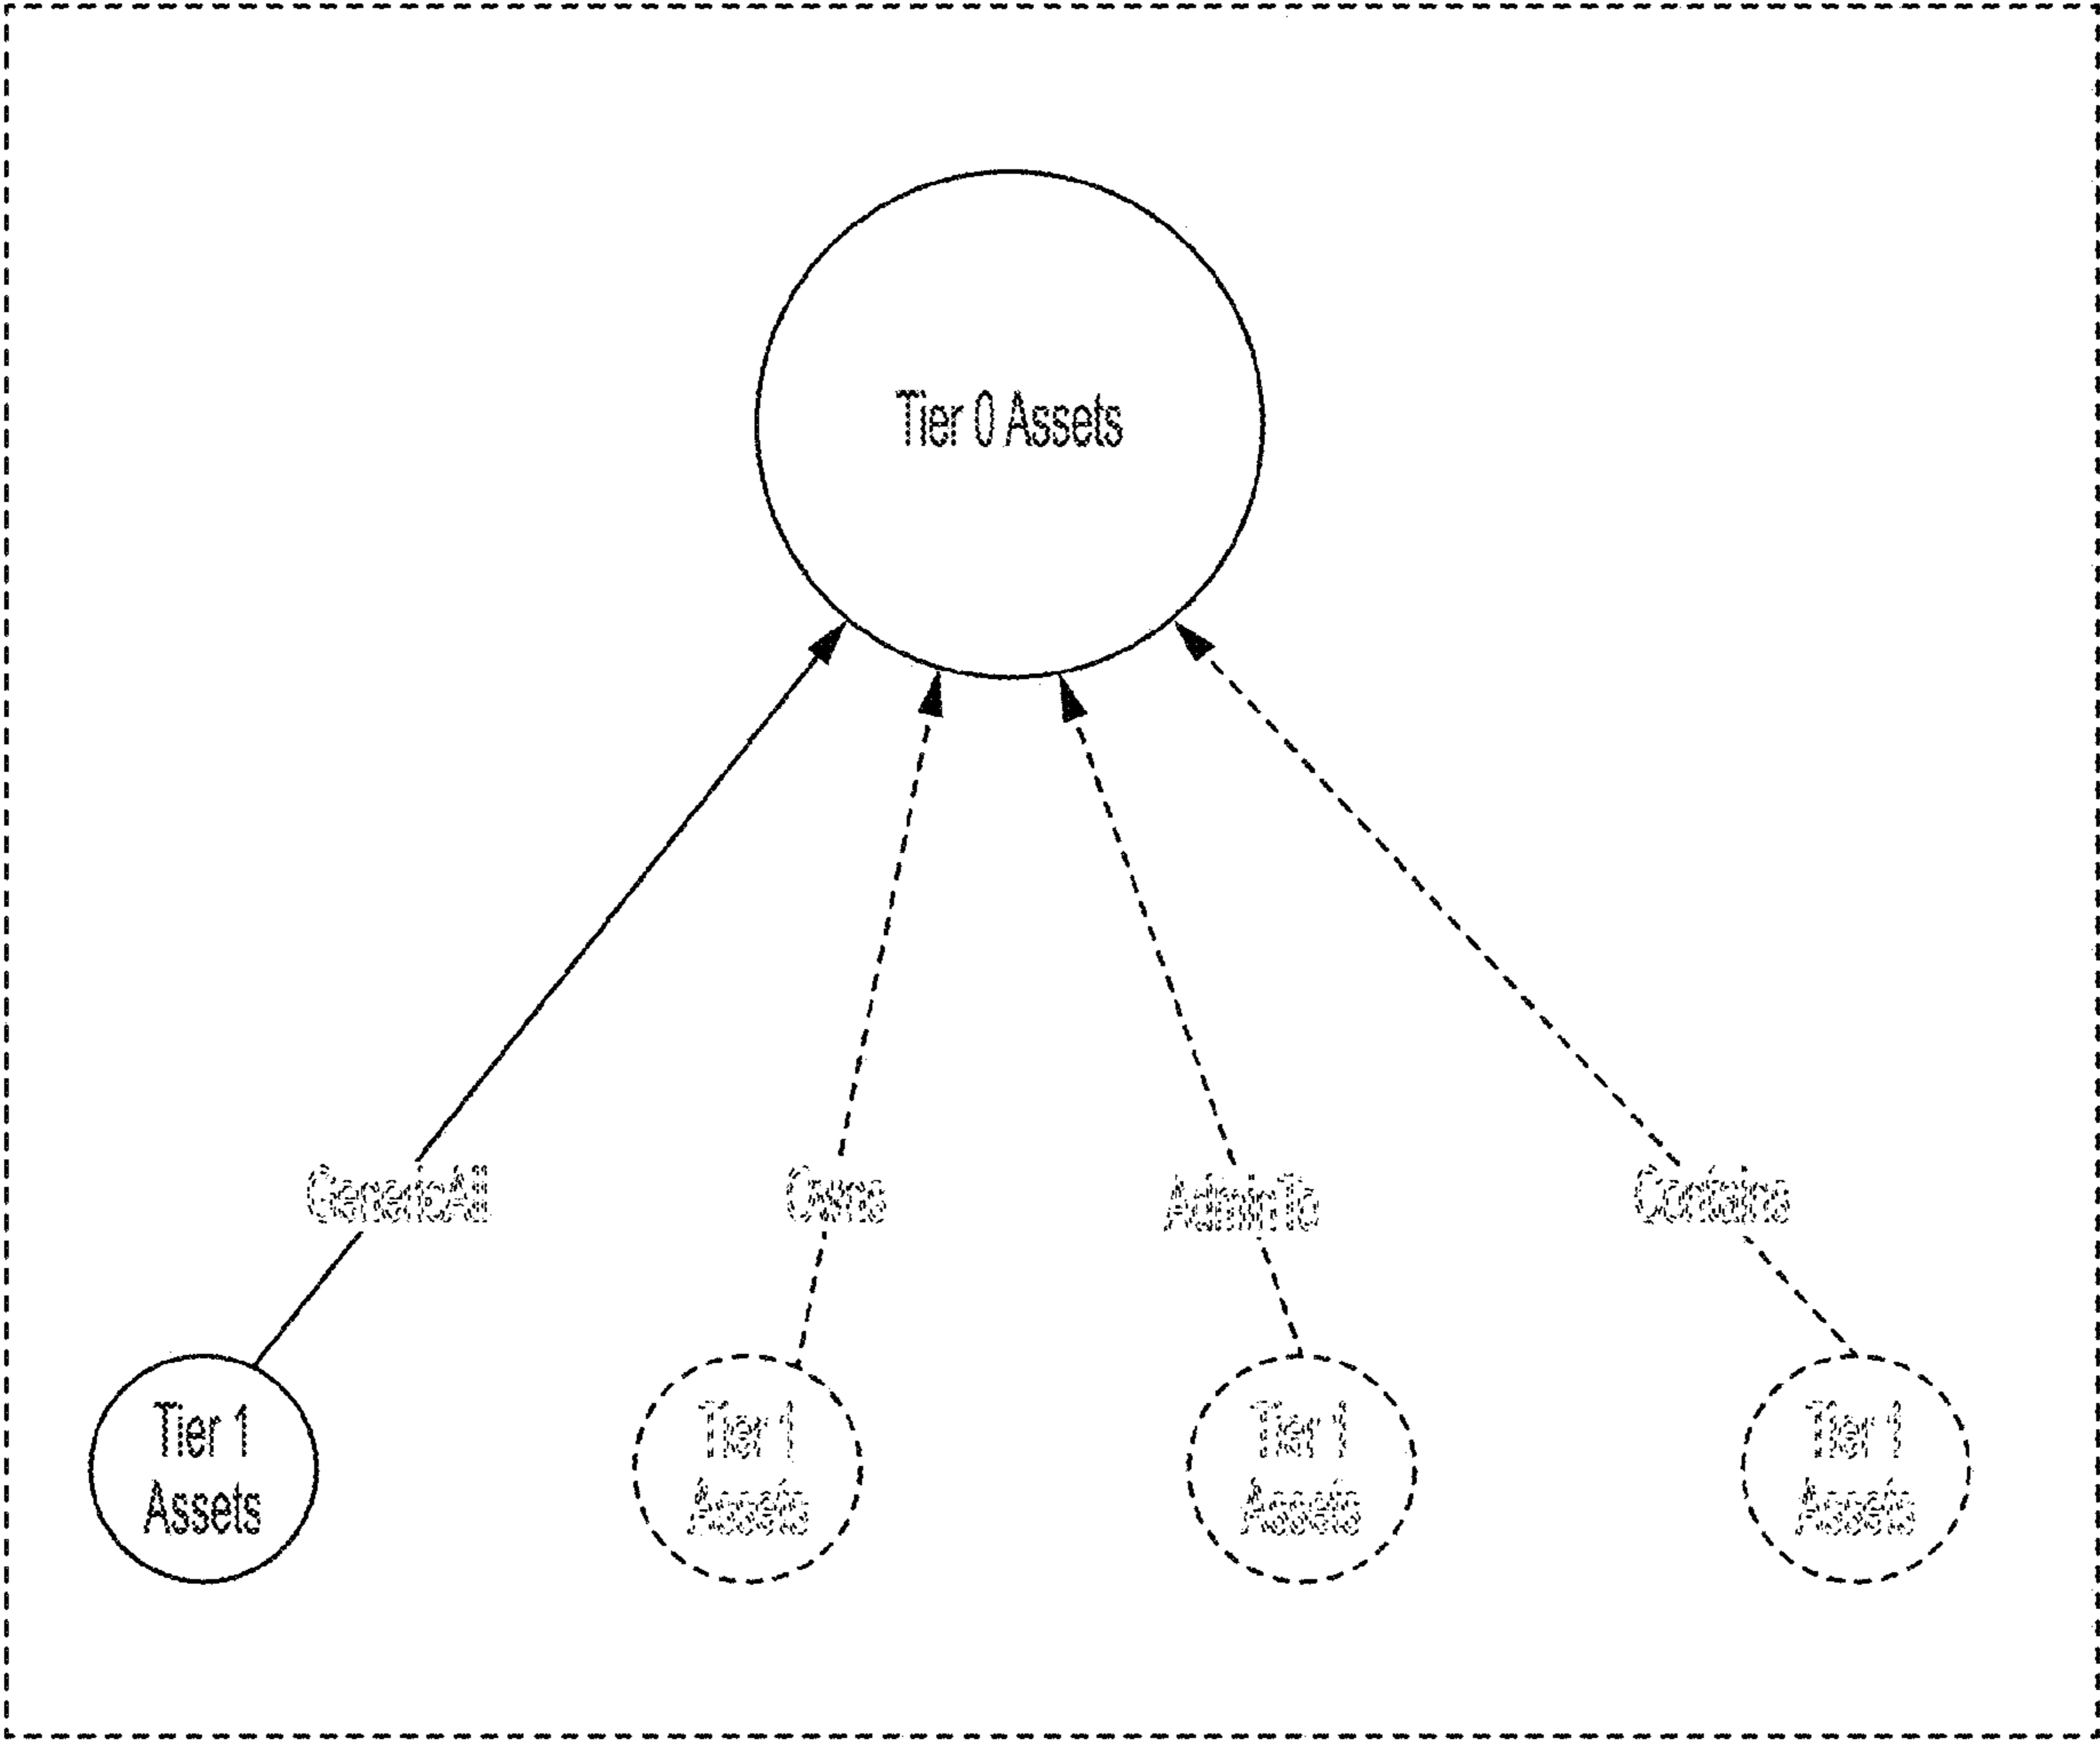 Tier 0 Assets
GenericAll
Owns
AdminTo
Contains
Tier 1
Assets
Tier 1
Assets
Tier 1
Assets
Tier 1
Assets